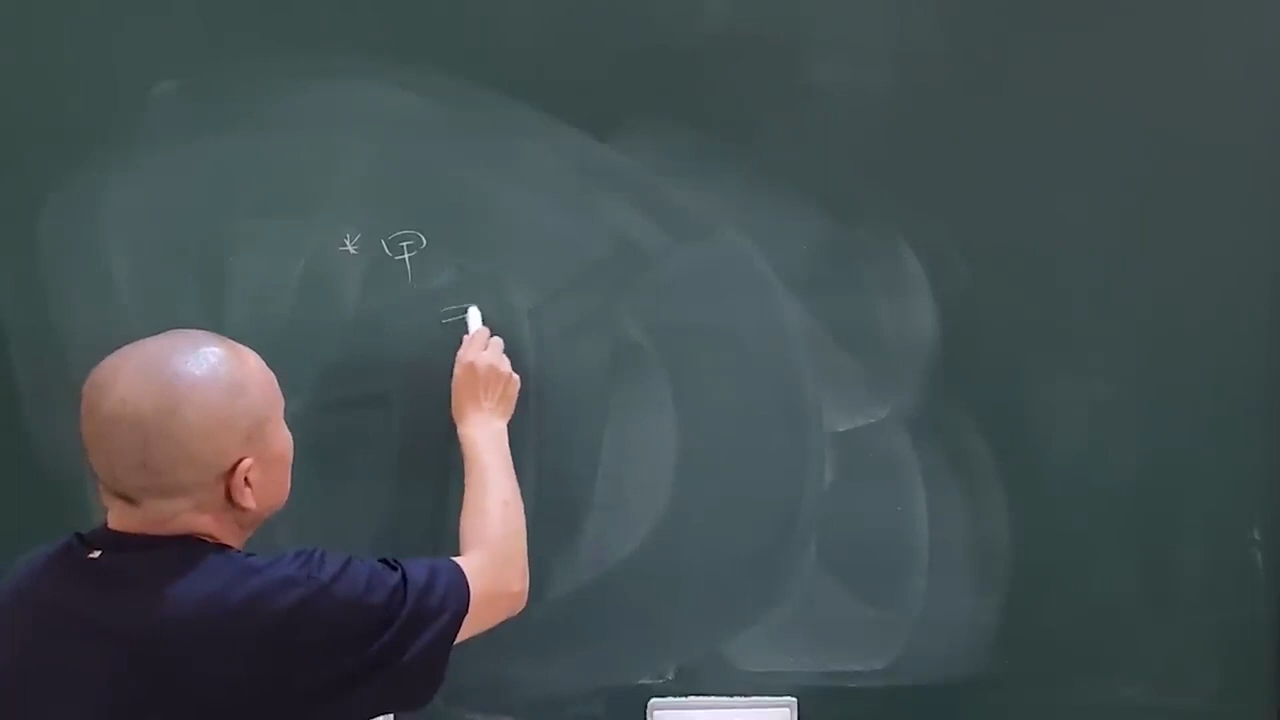 * 甲
=